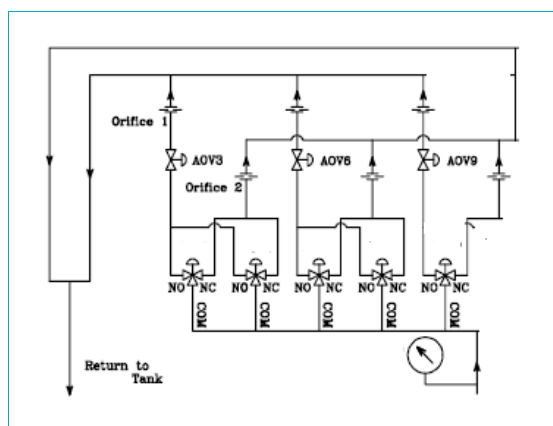 Orifice 1
AOV3
AOV6
AOV9
Orifice 2
NO NC NO NC NO NC NO NC NO NC
COM COM COM COM COM
Return to
Tank